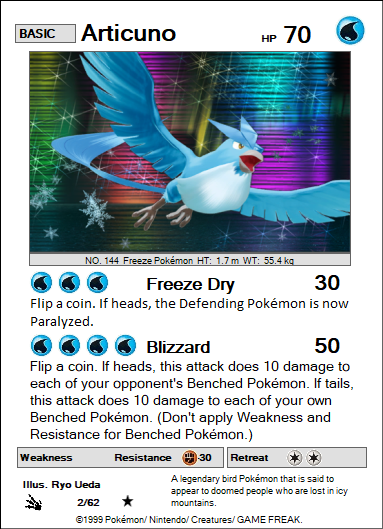 BASIC Articuno HP 70
NO. 144 Freeze Pokémon HT: 1.7 m WT: 55.4 kg
Freeze Dry 30
Flip a coin. If heads, the Defending Pokémon is now
Paralyzed.
Blizzard 50
Flip a coin. If heads, this attack does 10 damage to
each of your opponent's Benched Pokémon. If tails,
this attack does 10 damage to each of your own
Benched Pokémon. (Don't apply Weakness and
Resistance for Benched Pokémon.)
Weakness Resistance -30 Retreat
Illus. Ryo Ueda
2/62
A legendary bird Pokémon that is said to
appear to doomed people who are lost in icy
mountains.
©1999 Pokémon/ Nintendo/ Creatures/ GAME FREAK.